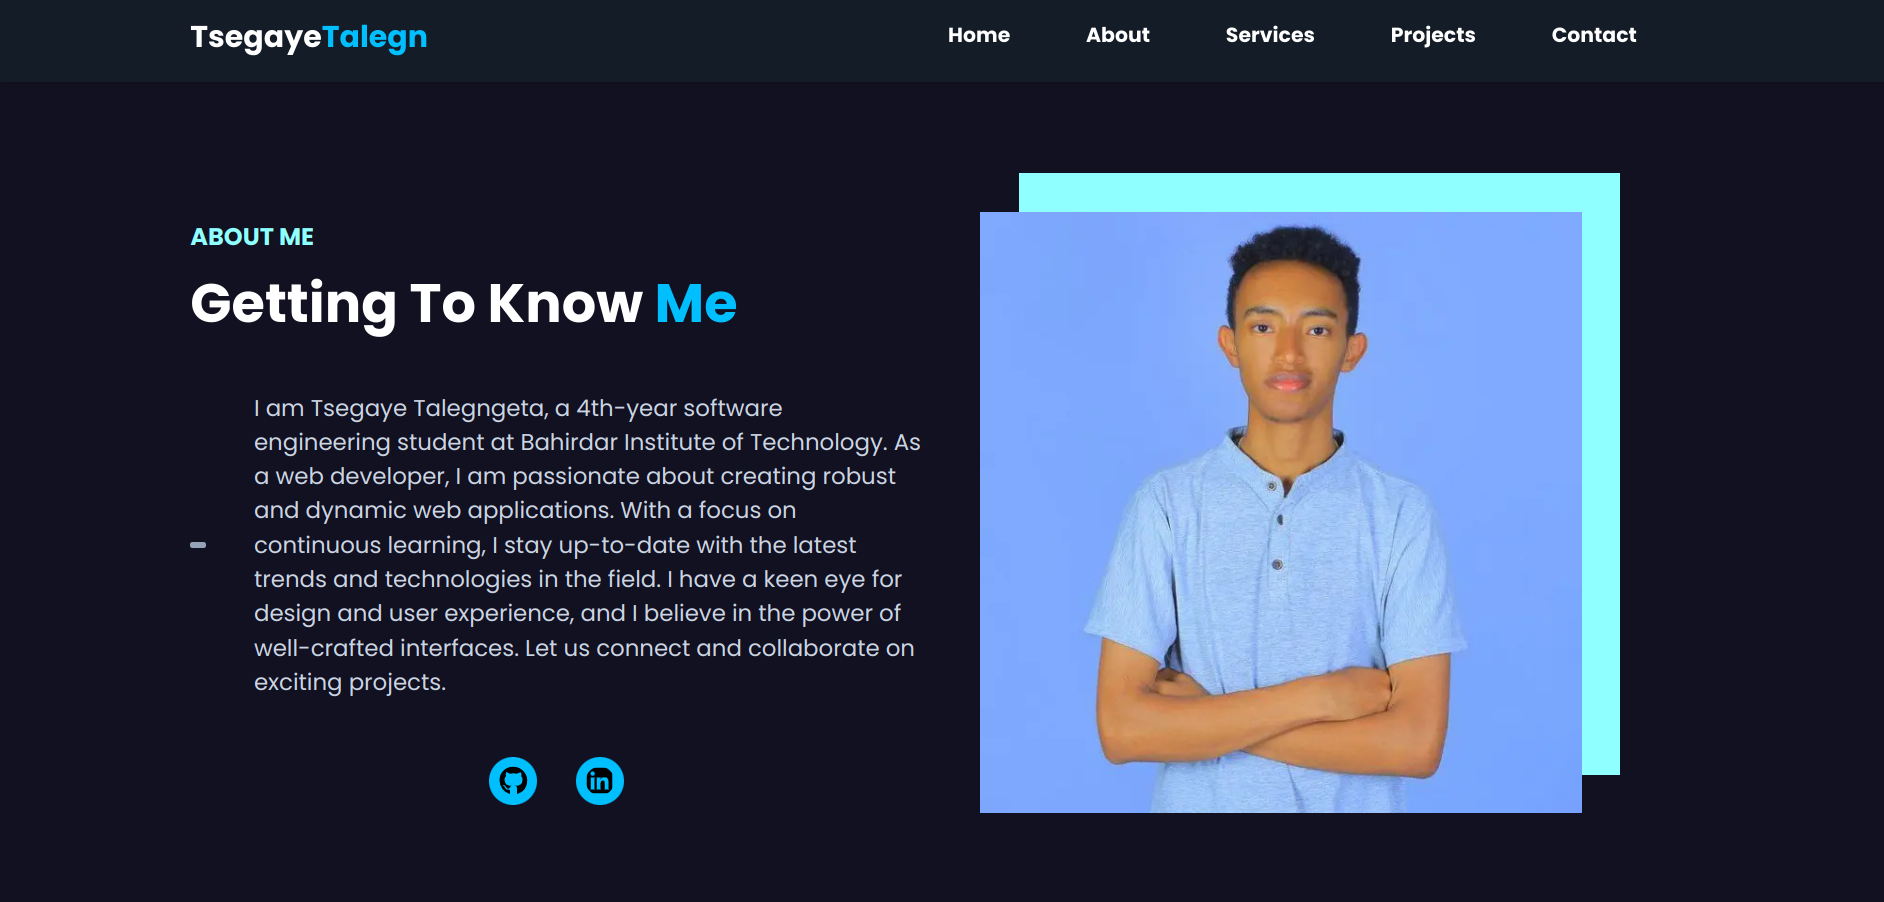 TsegayeTalegn
Home
About
Services
Projects
Contact
ABOUT ME
Getting To Know Me
I am Tsegaye Talegngeta, a 4th-year software
engineering student at Bahirdar Institute of Technology. As
a web developer, I am passionate about creating robust
and dynamic web applications. With a focus on
continuous learning, I stay up-to-date with the latest
trends and technologies in the field. I have a keen eye for
design and user experience, and I believe in the power of
well-crafted interfaces. Let us connect and collaborate on
exciting projects.
in